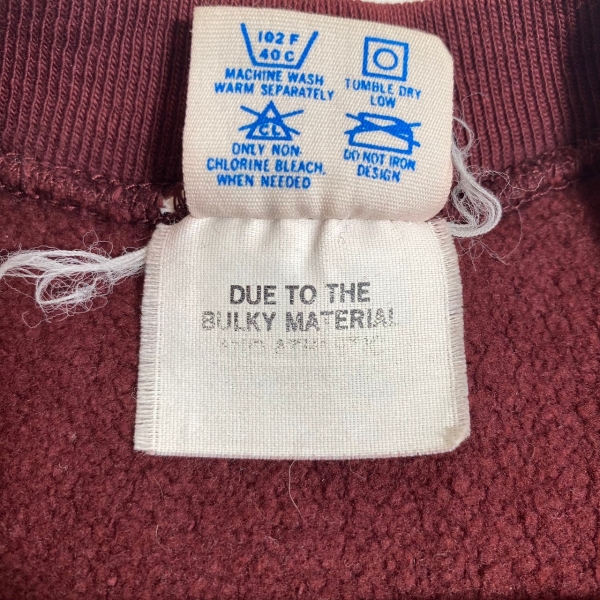 102 F
40 C
MACHINE WASH
WARM SEPARATELY
TUMBLE DRY
LOW
CL
ONLY NON-
CHLORINE BLEACH.
WHEN NEEDED
DO NOT IRON
DESIGN
DUE TO THE
BULKY MATERIAL